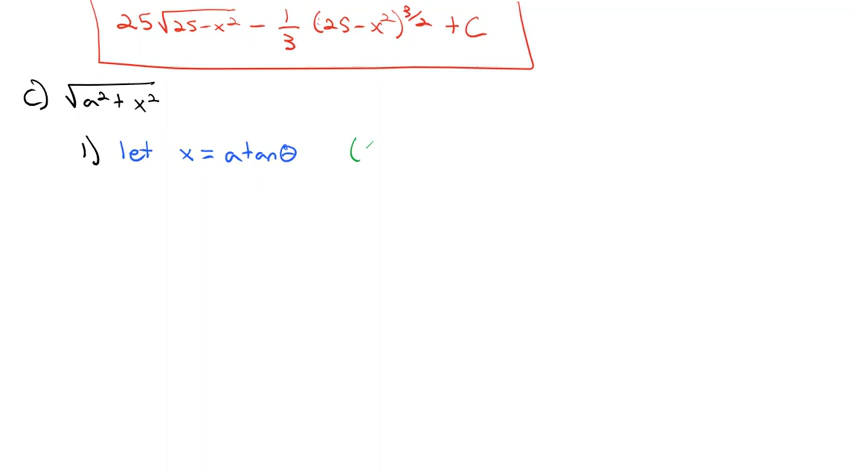 25√(25-x²) - 1/3 (25-x²)^3/2 + C
c) √(a² + x²)
1) let x = a tanθ (